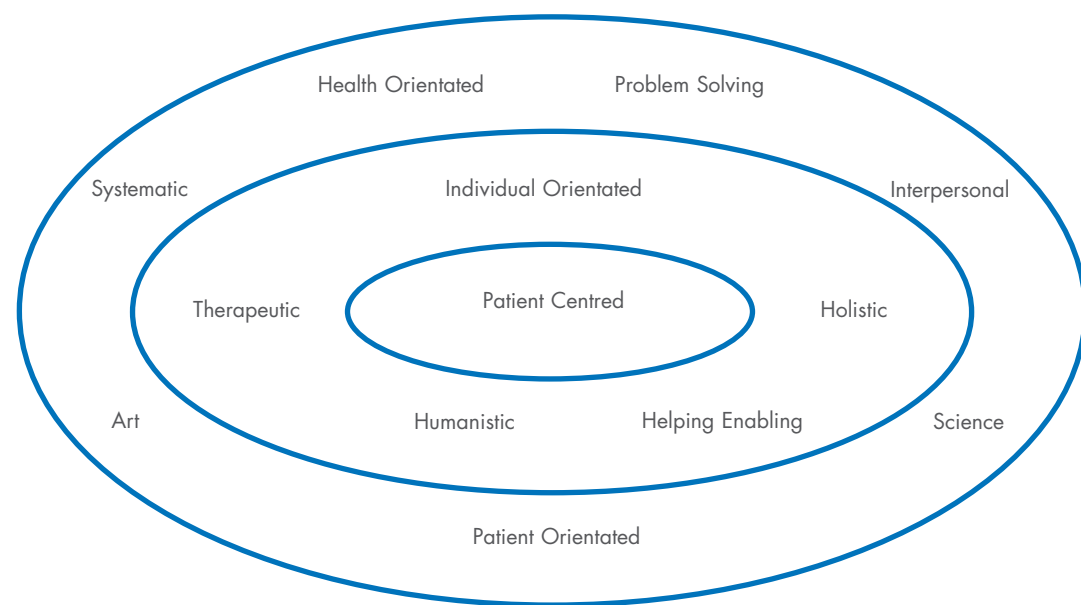 Health Orientated
Problem Solving
Systematic
Individual Orientated
Interpersonal
Therapeutic
Patient Centred
Holistic
Art
Humanistic
Helping Enabling
Science
Patient Orientated